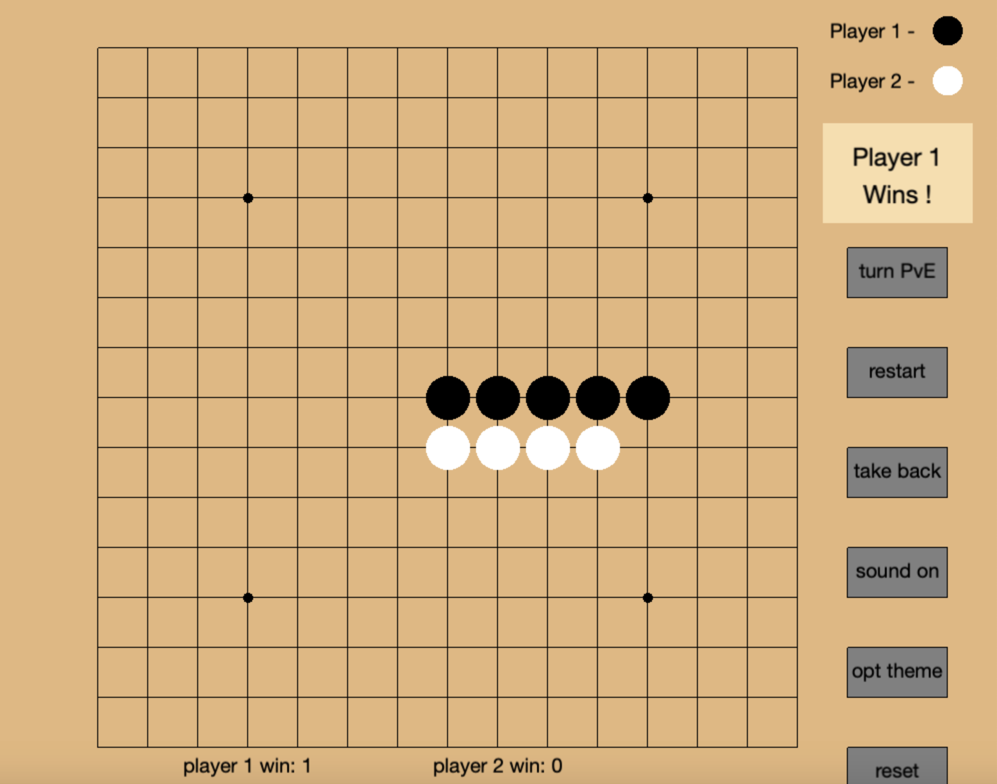 Player 1 -
Player 2 -
Player 1
Wins !
turn PvE
restart
take back
sound on
opt theme
reset
player 1 win: 1
player 2 win: 0